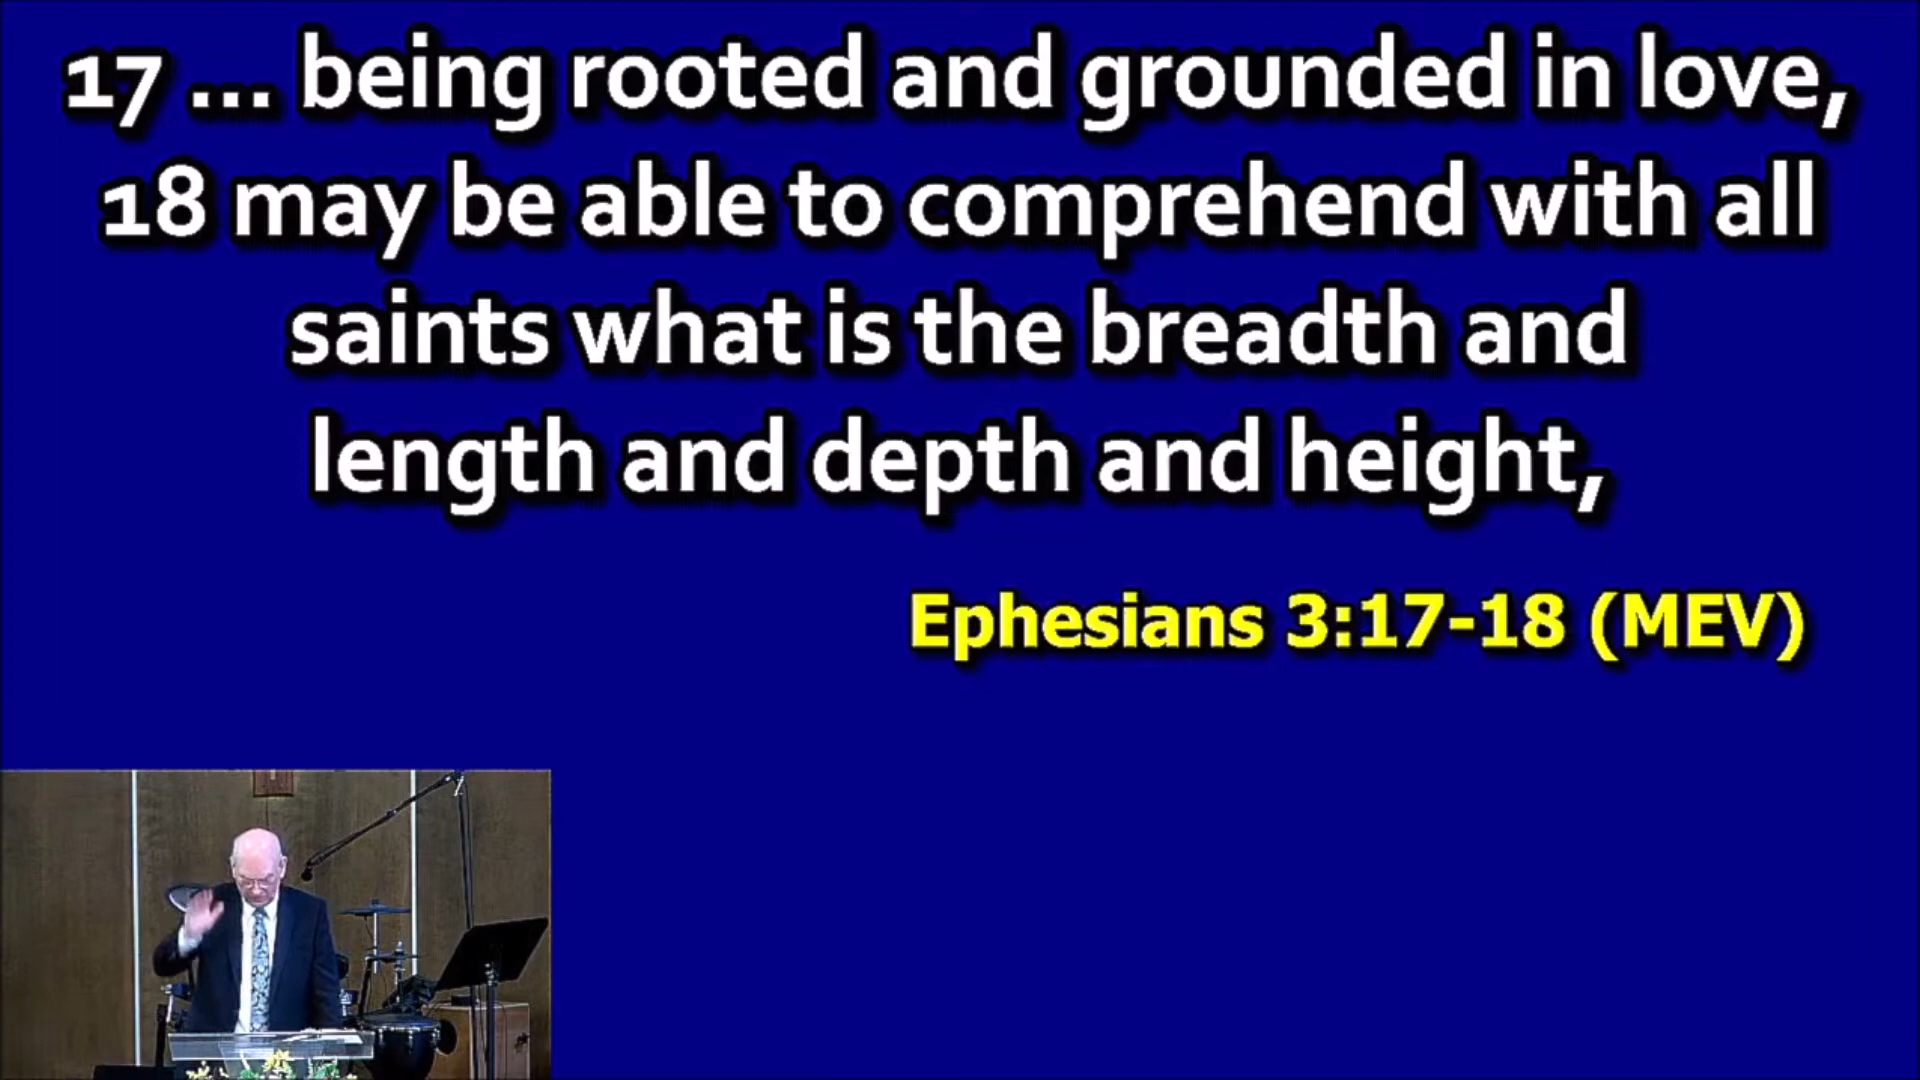 17 ... being rooted and grounded in love,
18 may be able to comprehend with all
saints what is the breadth and
length and depth and height,
Ephesians 3:17-18 (MEV)